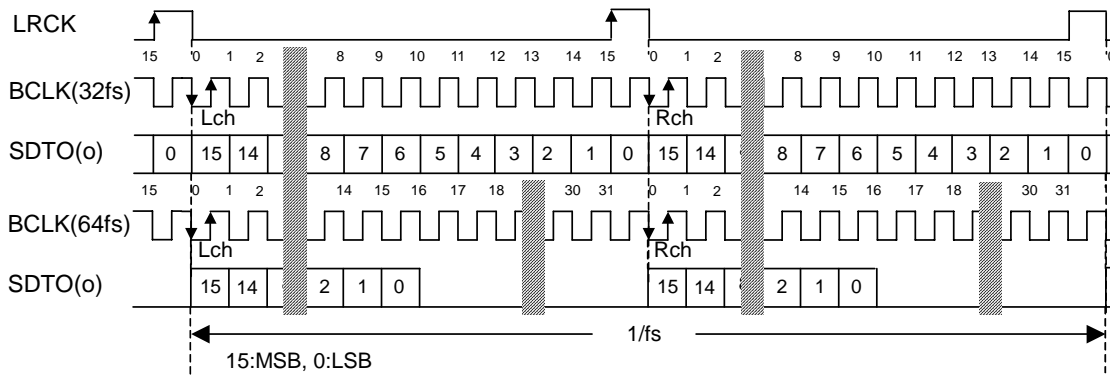 LRCK
15 0 1 2 8 9 10 11 12 13 14 15 0 1 2 8 9 10 11 12 13 14 15 0
BCLK(32fs)
Lch Rch
SDTO(o) 0 15 14 8 7 6 5 4 3 2 1 0 15 14 8 7 6 5 4 3 2 1 0
15 0 1 2 14 15 16 17 18 30 31 0 1 2 14 15 16 17 18 30 31
BCLK(64fs)
Lch Rch
SDTO(o) 15 14 2 1 0 15 14 2 1 0
1/fs
15:MSB, 0:LSB